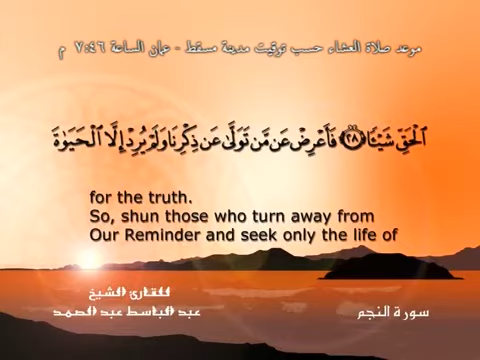 موعد صلاة العشاء حسب توقيت مدينة مسقط - عمان الساعة ٧:٤٦ م
الْحَقِّ شَيْئًا ﴿٢٨﴾ فَأَعْرِضْ عَن مَّن تَوَلَّىٰ عَن ذِكْرِنَا وَلَمْ يُرِدْ إِلَّا الْحَيَوٰةَ
for the truth.
So, shun those who turn away from
Our Reminder and seek only the life of
للقارئ الشيخ
عبد الباسط عبد الصمد
سورة النجم